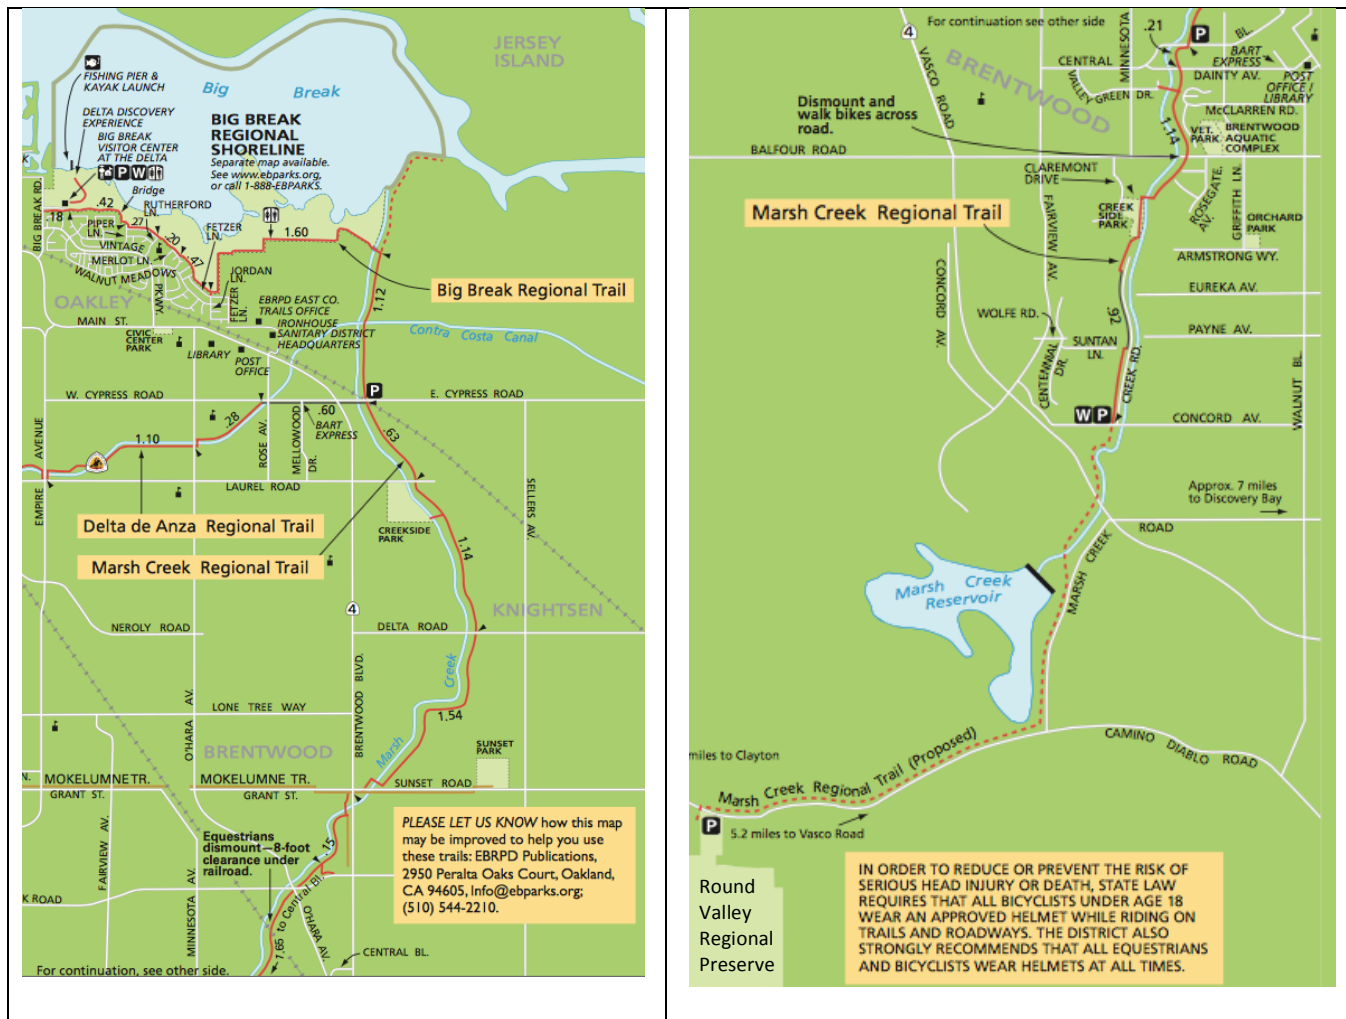 JERSEY
ISLAND
FISHING PIER &
KAYAK LAUNCH
Big Break
DELTA DISCOVERY
EXPERIENCE
BIG BREAK
VISITOR CENTER
AT THE DELTA
P W
BIG BREAK
REGIONAL
SHORELINE
Separate map available.
See www.ebparks.org,
or call 1-888-EBPARKS.
BIG BREAK RD.
Bridge
.42
.18
RUTHERFORD
LN.
PIPER
LN.
.27
.20
FETZER
LN.
1.60
VINTAGE
MERLOT LN.
.47
WALNUT MEADOWS
PKWY.
JORDAN
LN.
FETZER
LN.
Big Break Regional Trail
1.12
OAKLEY
EBRPD EAST CO.
TRAILS OFFICE
IRONHOUSE
SANITARY DISTRICT
HEADQUARTERS
MAIN ST.
CIVIC
CENTER
PARK
LIBRARY
POST
OFFICE
Contra Costa Canal
W. CYPRESS ROAD
P
E. CYPRESS ROAD
.28
.60
BART
EXPRESS
.63
1.10
ROSE AV.
MELLOWOOD
DR.
EMPIRE AVENUE
LAUREL ROAD
SELLERS AV.
Delta de Anza Regional Trail
CREEKSIDE
PARK
1.14
Marsh Creek Regional Trail
4
KNIGHTSEN
NEROLY ROAD
DELTA ROAD
Creek
BRENTWOOD BLVD.
O'HARA AV.
LONE TREE WAY
1.54
Marsh
BRENTWOOD
SUNSET
PARK
N.
MOKELUMNE TR.
MOKELUMNE TR.
SUNSET ROAD
GRANT ST.
GRANT ST.
FAIRVIEW AV.
Equestrians
dismount—8-foot
clearance under
railroad.
.15
PLEASE LET US KNOW how this map
may be improved to help you use
these trails: EBRPD Publications,
2950 Peralta Oaks Court, Oakland,
CA 94605, Info@ebparks.org;
(510) 544-2210.
K ROAD
MINNESOTA AV.
1.65 to Central Bl.
O'HARA AV.
CENTRAL BL.
For continuation, see other side.
For continuation see other side
4
VASCO ROAD
BRENTWOOD
MINNESOTA
.21
P
BL.
BART
EXPRESS
CENTRAL
DAINTY AV.
POST
OFFICE /
LIBRARY
VALLEY GREEN DR.
McCLARREN RD.
Dismount and
walk bikes across
road.
1.14
VET.
PARK
BRENTWOOD
AQUATIC
COMPLEX
BALFOUR ROAD
CLAREMONT
DRIVE
ROSEGATE.
AV.
GRIFFITH LN.
CREEK
SIDE
PARK
ORCHARD
PARK
Marsh Creek Regional Trail
FAIRVIEW AV.
ARMSTRONG WY.
CONCORD AV.
EUREKA AV.
WOLFE RD.
.92
PAYNE AV.
SUNTAN
LN.
CENTENNIAL
DR.
CREEK RD.
WALNUT BL.
W P
CONCORD AV.
Approx. 7 miles
to Discovery Bay
ROAD
MARSH CREEK
Marsh Creek
Reservoir
CAMINO DIABLO ROAD
miles to Clayton
Marsh Creek Regional Trail (Proposed)
P
5.2 miles to Vasco Road
Round
Valley
Regional
Preserve
IN ORDER TO REDUCE OR PREVENT THE RISK OF
SERIOUS HEAD INJURY OR DEATH, STATE LAW
REQUIRES THAT ALL BICYCLISTS UNDER AGE 18
WEAR AN APPROVED HELMET WHILE RIDING ON
TRAILS AND ROADWAYS. THE DISTRICT ALSO
STRONGLY RECOMMENDS THAT ALL EQUESTRIANS
AND BICYCLISTS WEAR HELMETS AT ALL TIMES.